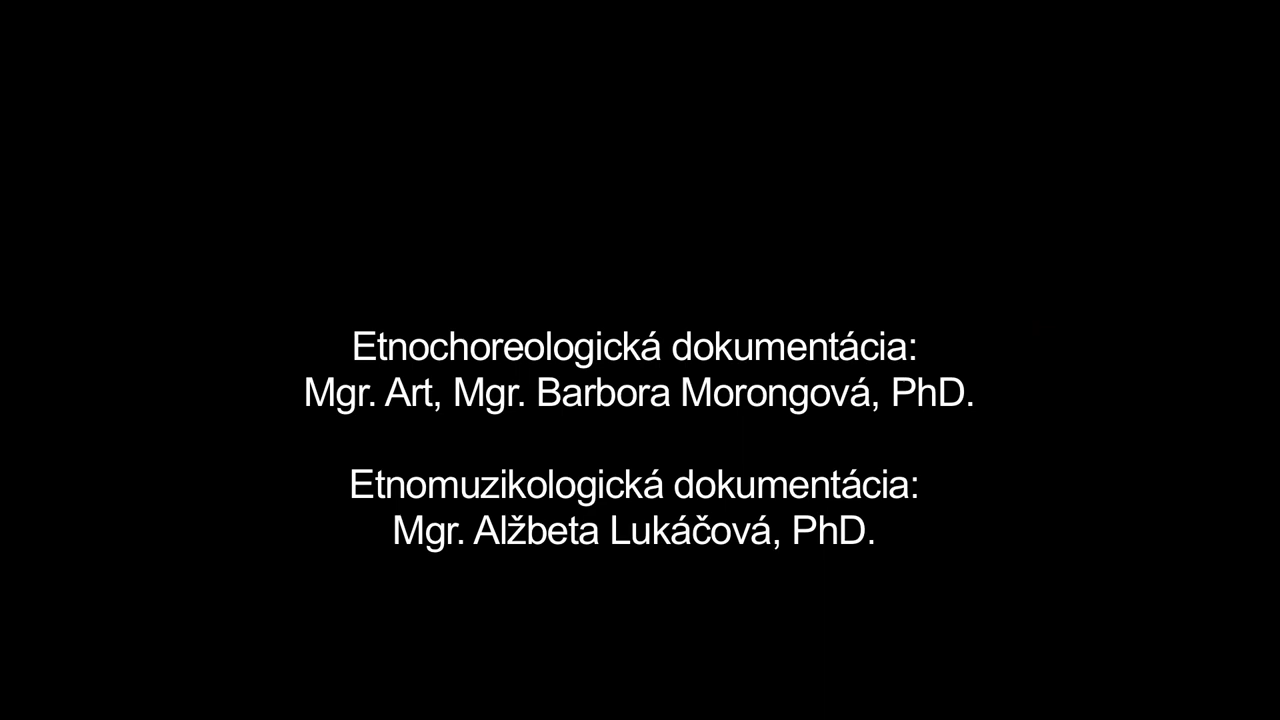 Etnochoreologická dokumentácia:
Mgr. Art, Mgr. Barbora Morongová, PhD.
Etnomuzikologická dokumentácia:
Mgr. Alžbeta Lukáčová, PhD.